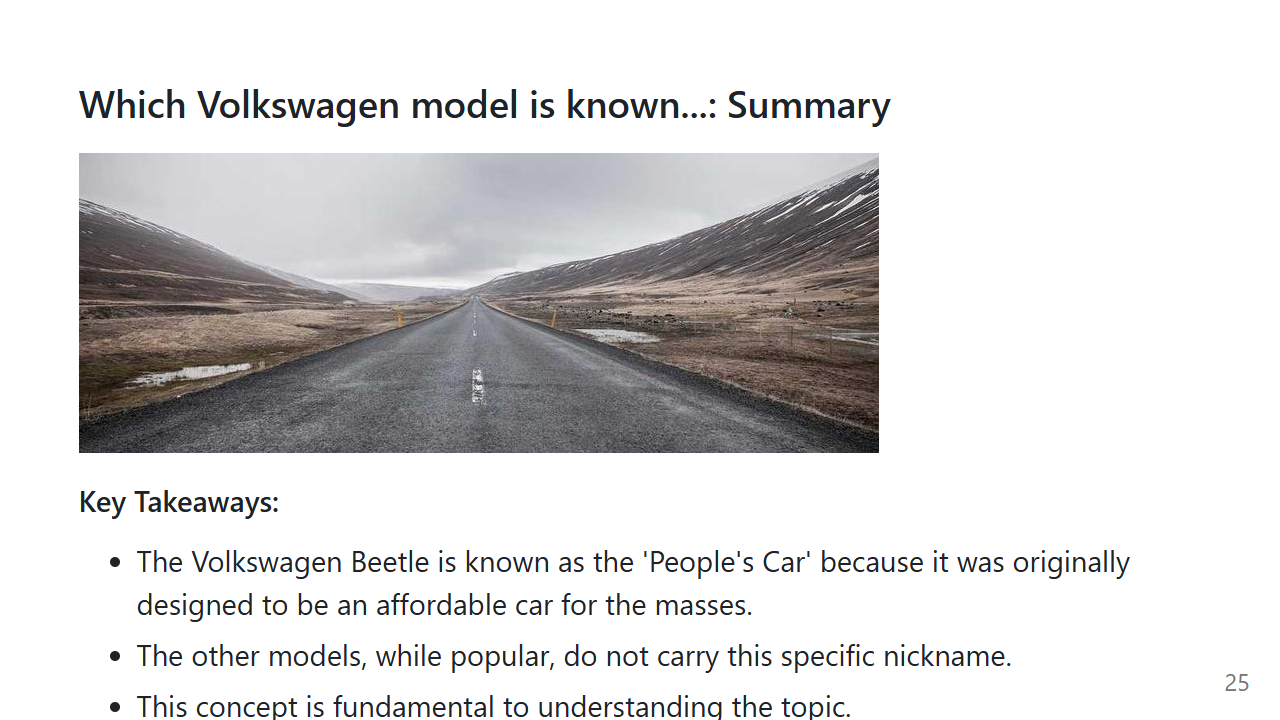 Which Volkswagen model is known...: Summary
Key Takeaways:
• The Volkswagen Beetle is known as the 'People's Car' because it was originally
designed to be an affordable car for the masses.
• The other models, while popular, do not carry this specific nickname.
• This concept is fundamental to understanding the topic.
25